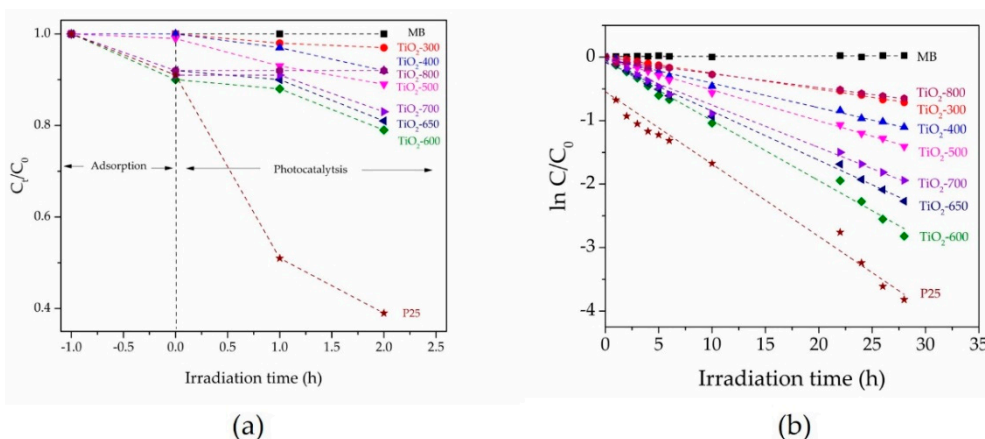 MB
TiO2-300
TiO2-400
TiO2-800
TiO2-500
TiO2-700
TiO2-650
TiO2-600
P25
Adsorption
Photocatalytsis
Ct/C0
1.0
0.8
0.6
0.4
-1.0 -0.5 0.0 0.5 1.0 1.5 2.0 2.5
Irradiation time (h)
(a)
MB
TiO2-800
TiO2-300
TiO2-400
TiO2-500
TiO2-700
TiO2-650
TiO2-600
P25
ln C/C0
0
-1
-2
-3
-4
0 5 10 15 20 25 30 35
Irradiation time (h)
(b)